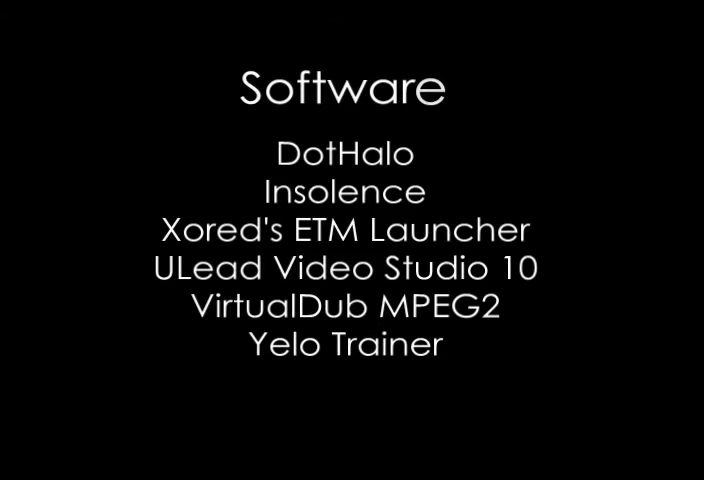 Software
DotHalo
Insolence
Xored's ETM Launcher
ULead Video Studio 10
VirtualDub MPEG2
Yelo Trainer